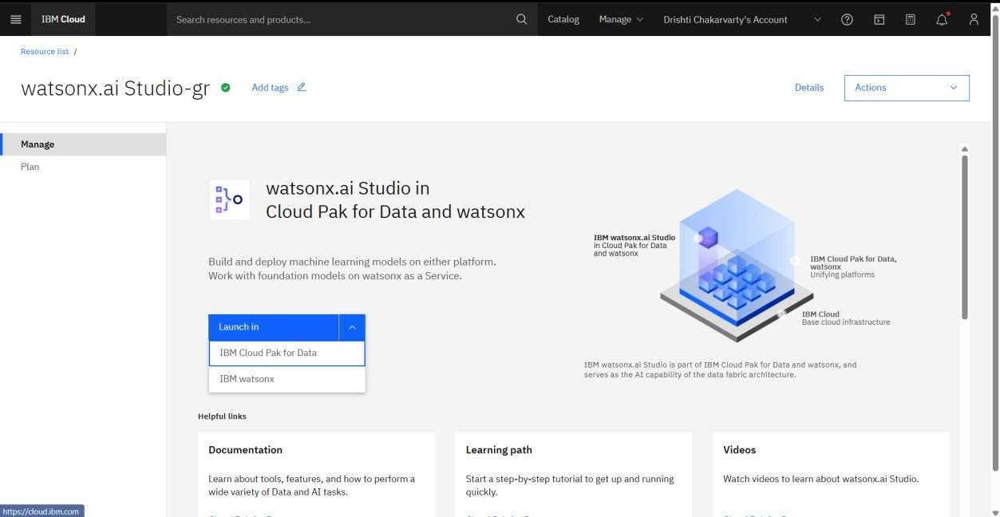 IBM Cloud
Search resources and products...
Catalog
Manage
Drishti Chakarvarty's Account
Resource list /
watsonx.ai Studio-gr
Add tags
Details
Actions
Manage
Plan
watsonx.ai Studio in
Cloud Pak for Data and watsonx
Build and deploy machine learning models on either platform.
Work with foundation models on watsonx as a Service.
Launch in
IBM Cloud Pak for Data
IBM watsonx
IBM watsonx.ai Studio
in Cloud Pak for Data
and watsonx
IBM Cloud Pak for Data,
watsonx
Unifying platforms
IBM Cloud
Base cloud infrastructure
IBM watsonx.ai Studio is part of IBM Cloud Pak for Data and watsonx, and
serves as the AI capability of the data fabric architecture.
Helpful links
Documentation
Learn about tools, features, and how to perform a
wide variety of Data and AI tasks.
Learning path
Start a step-by-step tutorial to get up and running
quickly.
Videos
Watch videos to learn about watsonx.ai Studio.
https://cloud.ibm.com